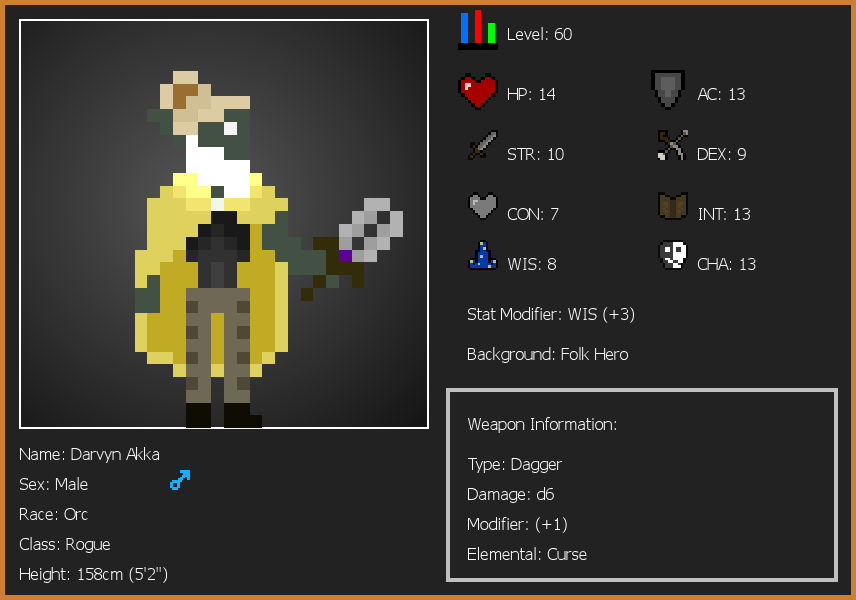 Level: 60
HP: 14
AC: 13
STR: 10
DEX: 9
CON: 7
INT: 13
WIS: 8
CHA: 13
Stat Modifier: WIS (+3)
Background: Folk Hero
Weapon Information:
Type: Dagger
Damage: d6
Modifier: (+1)
Elemental: Curse
Name: Darvyn Akka
Sex: Male
Race: Orc
Class: Rogue
Height: 158cm (5'2")